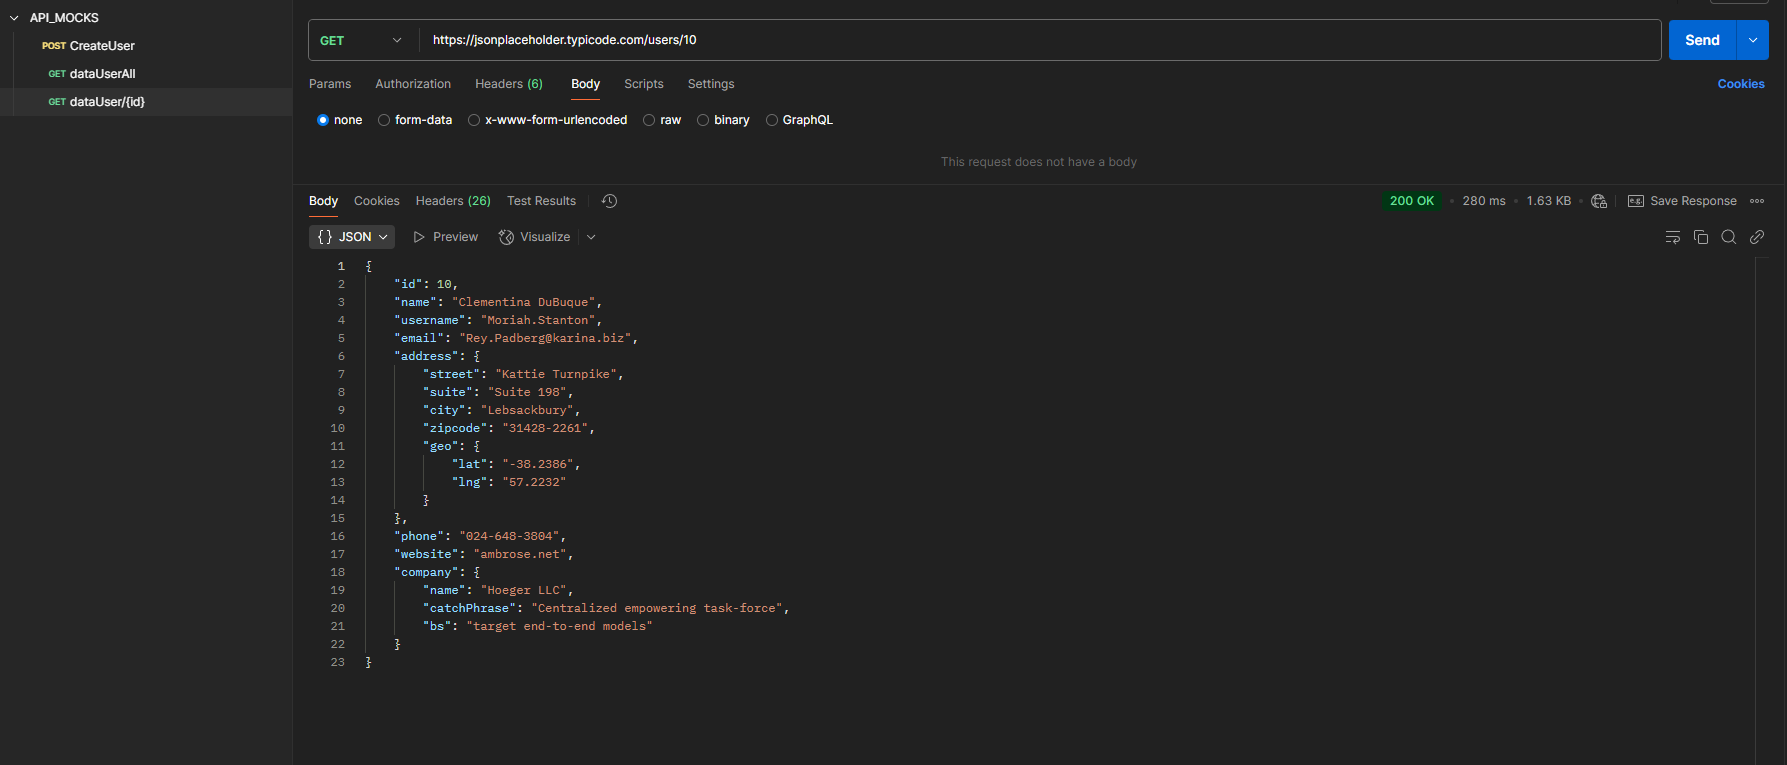 API_MOCKS
POST CreateUser
GET dataUserAll
GET dataUser/{id}
GET https://jsonplaceholder.typicode.com/users/10 Send
Params Authorization Headers (6) Body Scripts Settings Cookies
none form-data x-www-form-urlencoded raw binary GraphQL
This request does not have a body
Body Cookies Headers (26) Test Results 200 OK • 280 ms • 1.63 KB • e.g. Save Response
{} JSON Preview Visualize
1 {
2 "id": 10,
3 "name": "Clementina DuBuque",
4 "username": "Moriah.Stanton",
5 "email": "Rey.Padberg@karina.biz",
6 "address": {
7 "street": "Kattie Turnpike",
8 "suite": "Suite 198",
9 "city": "Lebsackbury",
10 "zipcode": "31428-2261",
11 "geo": {
12 "lat": "-38.2386",
13 "lng": "57.2232"
14 }
15 },
16 "phone": "024-648-3804",
17 "website": "ambrose.net",
18 "company": {
19 "name": "Hoeger LLC",
20 "catchPhrase": "Centralized empowering task-force",
21 "bs": "target end-to-end models"
22 }
23 }